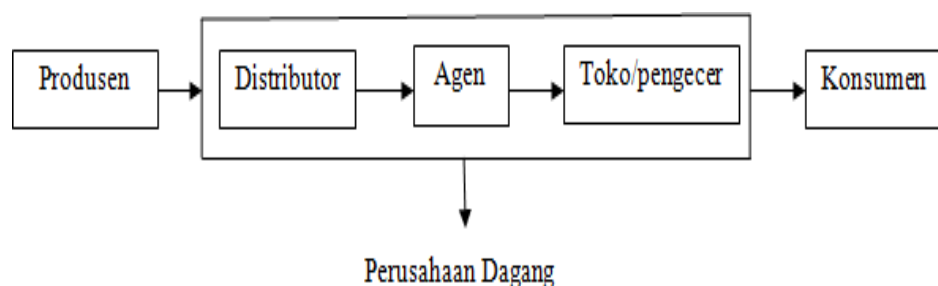 Produsen
Distributor
Agen
Toko/pengecer
Konsumen
Perusahaan Dagang